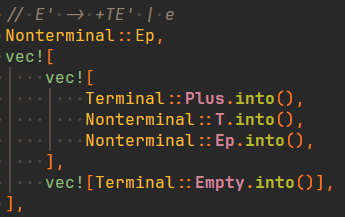 // E' -> +TE' | e
Nonterminal::Ep,
vec![
    vec![
        Terminal::Plus.into(),
        Nonterminal::T.into(),
        Nonterminal::Ep.into(),
    ],
    vec![Terminal::Empty.into()],
],